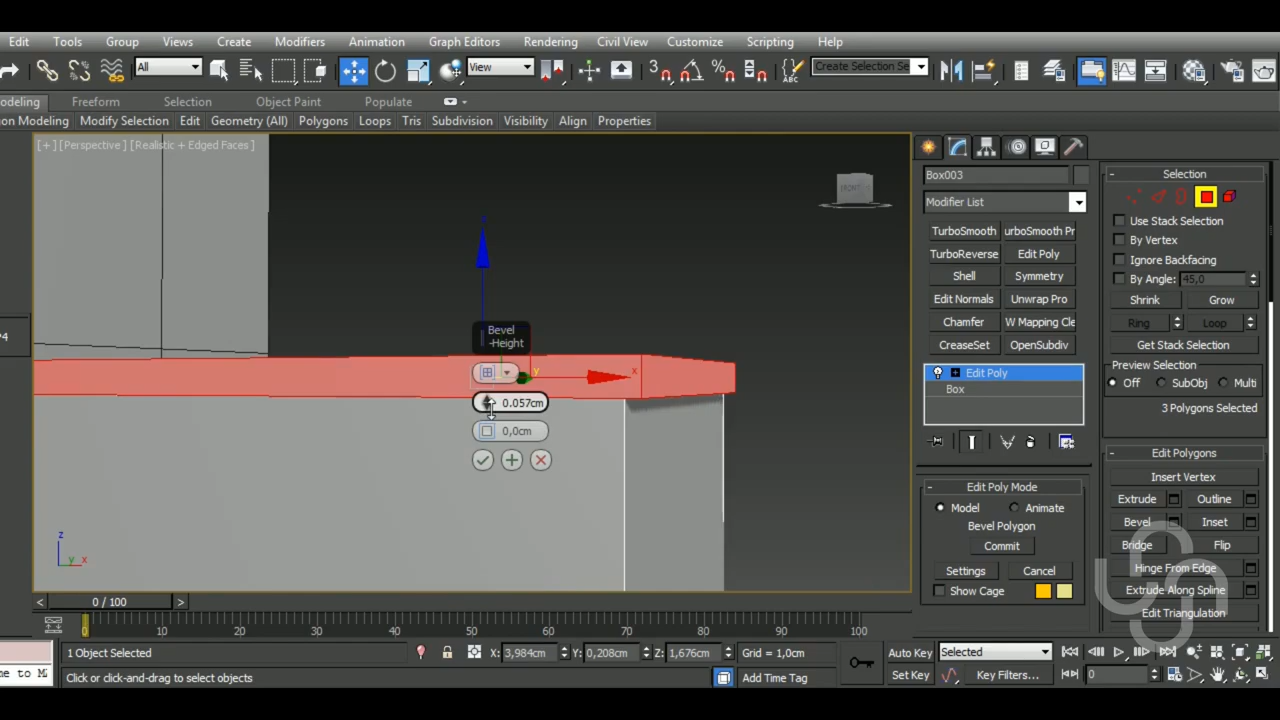 Edit Tools Group Views Create Modifiers Animation Graph Editors Rendering Civil View Customize Scripting Help
All View 3 Create Selection Se
odeling Freeform Selection Object Paint Populate
on Modeling Modify Selection Edit Geometry (All) Polygons Loops Tris Subdivision Visibility Align Properties
[+] [Perspective] [Realistic + Edged Faces]
FRONT
P4
Bevel
-Height
0.057cm
0,0cm
z
x
y
z
y x
Box003
Modifier List
TurboSmooth urboSmooth Pr
TurboReverse Edit Poly
Shell Symmetry
Edit Normals Unwrap Pro
Chamfer W Mapping Cle
CreaseSet OpenSubdiv
Edit Poly
Box
- Edit Poly Mode
Model Animate
Bevel Polygon
Commit
Settings Cancel
Show Cage
- Selection
Use Stack Selection
By Vertex
Ignore Backfacing
By Angle: 45,0
Shrink Grow
Ring Loop
Get Stack Selection
Preview Selection
Off SubObj Multi
3 Polygons Selected
- Edit Polygons
Insert Vertex
Extrude Outline
Bevel Inset
Bridge Flip
Hinge From Edge
Extrude Along Spline
Edit Triangulation
< 0 / 100 >
0 10 20 30 40 50 60 70 80 90 100
1 Object Selected X: 3,984cm Y: 0,208cm Z: 1,676cm Grid = 1,0cm Auto Key Selected
ome to M Click or click-and-drag to select objects Add Time Tag Set Key Key Filters... 0